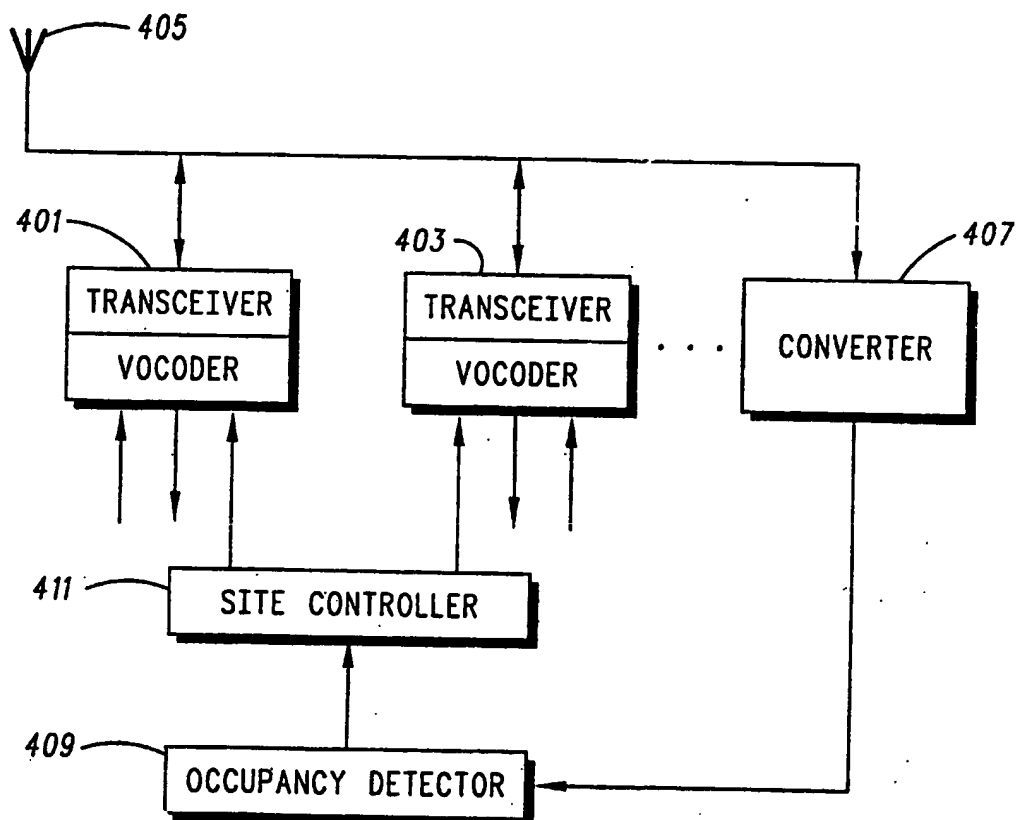 405
401
403
407
TRANSCEIVER
VOCODER
TRANSCEIVER
VOCODER
. . .
CONVERTER
411
SITE CONTROLLER
409
OCCUPANCY DETECTOR